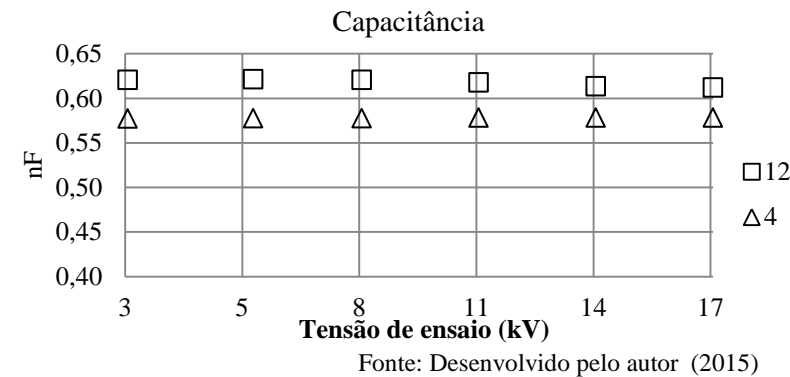 Capacitância
0,65
0,60
0,55
0,50
0,45
0,40
nF
3 5 8 11 14 17
Tensão de ensaio (kV)
12
4
Fonte: Desenvolvido pelo autor (2015)